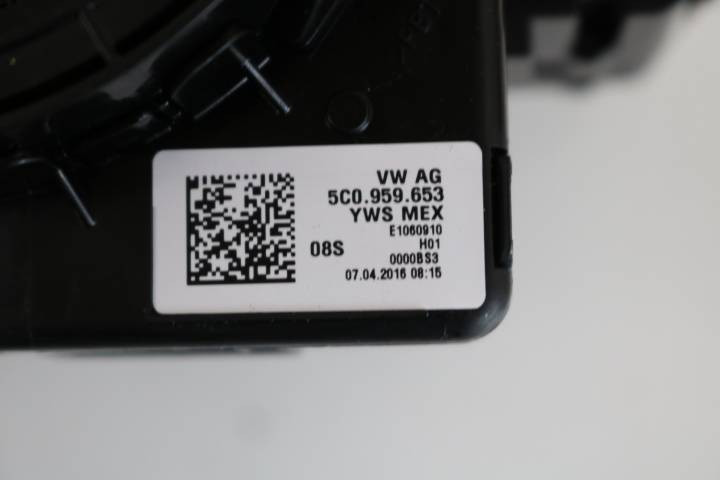 VW AG
5C0.959.653
YWS MEX
E1060910
08S H01
0000BS3
07.04.2016 08:15